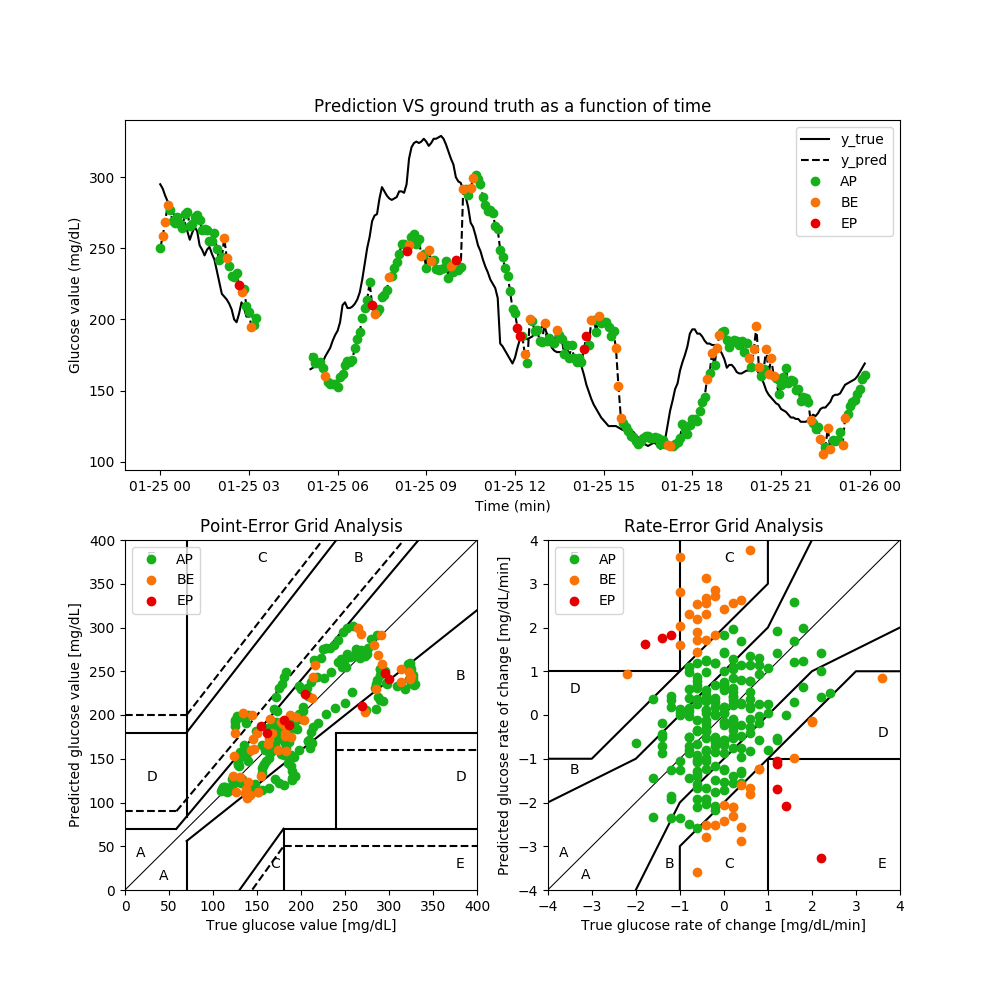 Prediction VS ground truth as a function of time
Glucose value (mg/dL)
300
250
200
150
100
y_true
y_pred
AP
BE
EP
01-25 00 01-25 03 01-25 06 01-25 09 01-25 12 01-25 15 01-25 18 01-25 21 01-26 00
Time (min)
Point-Error Grid Analysis
Predicted glucose value [mg/dL]
400
350
300
250
200
150
100
50
0
AP
BE
EP
C
B
B
D
D
A
A
C
E
0 50 100 150 200 250 300 350 400
True glucose value [mg/dL]
Rate-Error Grid Analysis
Predicted glucose rate of change [mg/dL/min]
4
3
2
1
0
−1
−2
−3
−4
AP
BE
EP
C
D
D
B
A
A
B
C
E
−4 −3 −2 −1 0 1 2 3 4
True glucose rate of change [mg/dL/min]